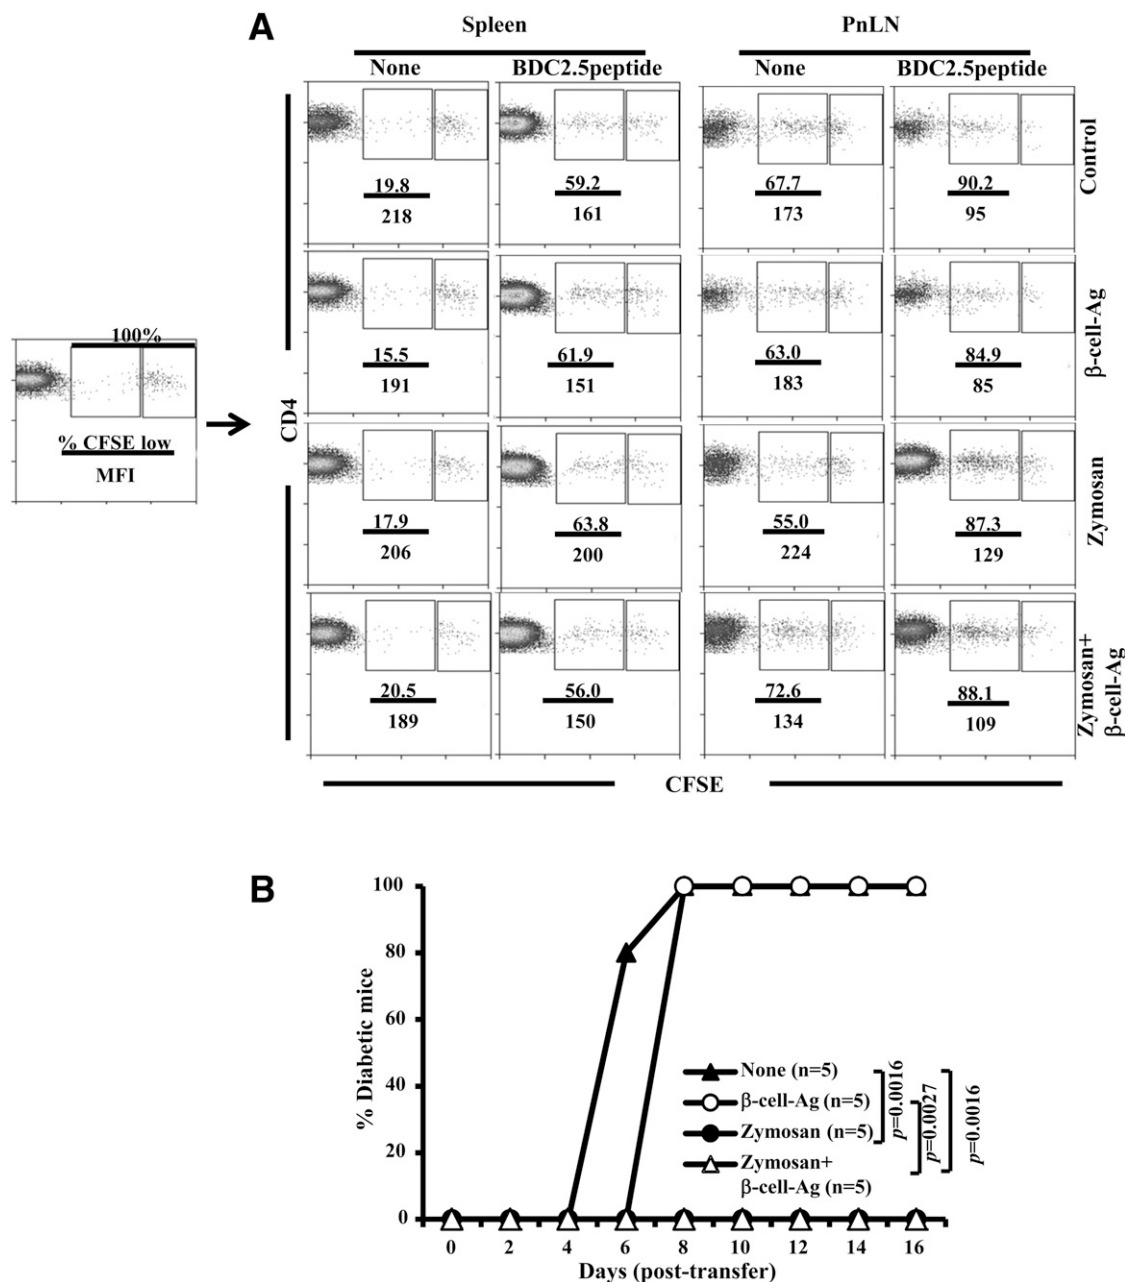 A
Spleen
PnLN
None
BDC2.5peptide
None
BDC2.5peptide
19.8
218
59.2
161
67.7
173
90.2
95
Control
15.5
191
61.9
151
63.0
183
84.9
85
β-cell-Ag
100%
% CFSE low
MFI
CD4
17.9
206
63.8
200
55.0
224
87.3
129
Zymosan
20.5
189
56.0
150
72.6
134
88.1
109
Zymosan+
β-cell-Ag
CFSE
B
% Diabetic mice
100
80
60
40
20
0
None (n=5)
β-cell-Ag (n=5)
Zymosan (n=5)
Zymosan+
β-cell-Ag (n=5)
p=0.0016
p=0.0027
p=0.0016
0 2 4 6 8 10 12 14 16
Days (post-transfer)